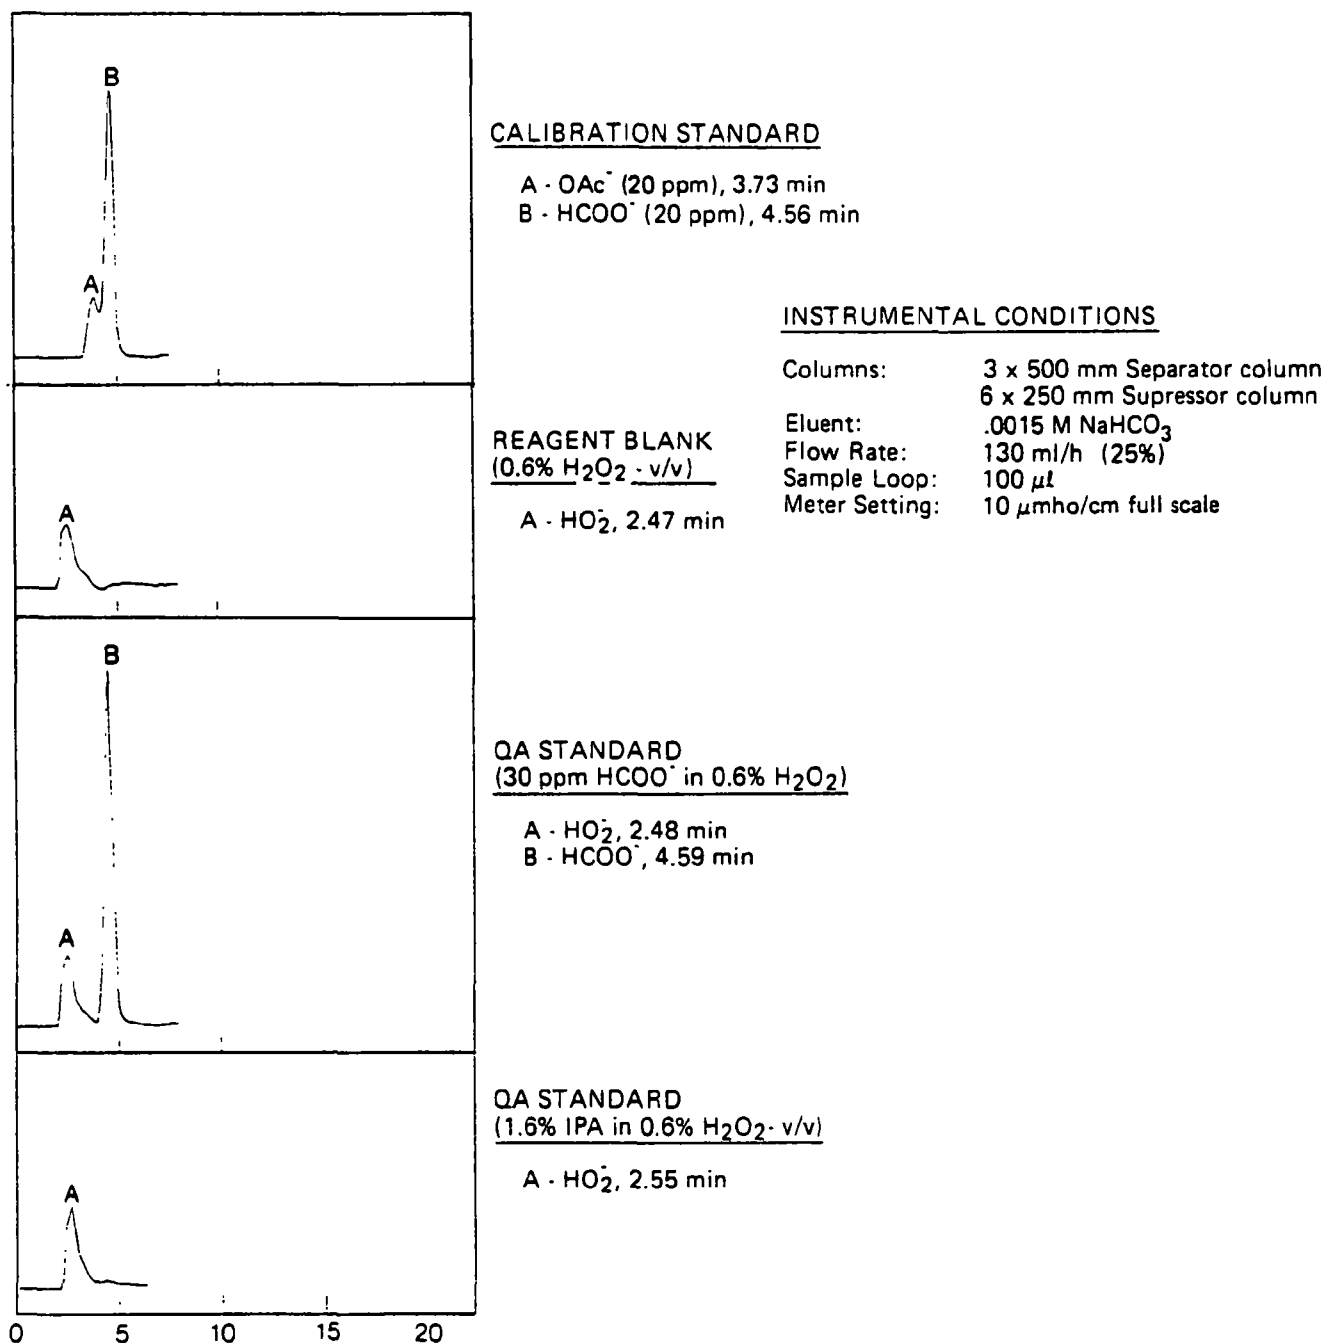 B
A
CALIBRATION STANDARD
A - OAc⁻ (20 ppm), 3.73 min
B - HCOO⁻ (20 ppm), 4.56 min
INSTRUMENTAL CONDITIONS
Columns: 3 x 500 mm Separator column
6 x 250 mm Supressor column
Eluent: .0015 M NaHCO₃
Flow Rate: 130 ml/h (25%)
Sample Loop: 100 µℓ
Meter Setting: 10 µmho/cm full scale
A
REAGENT BLANK
(0.6% H₂O₂ - v/v)
A - HO₂⁻, 2.47 min
B
A
QA STANDARD
(30 ppm HCOO⁻ in 0.6% H₂O₂)
A - HO₂⁻, 2.48 min
B - HCOO⁻, 4.59 min
A
QA STANDARD
(1.6% IPA in 0.6% H₂O₂- v/v)
A - HO₂⁻, 2.55 min
0 5 10 15 20